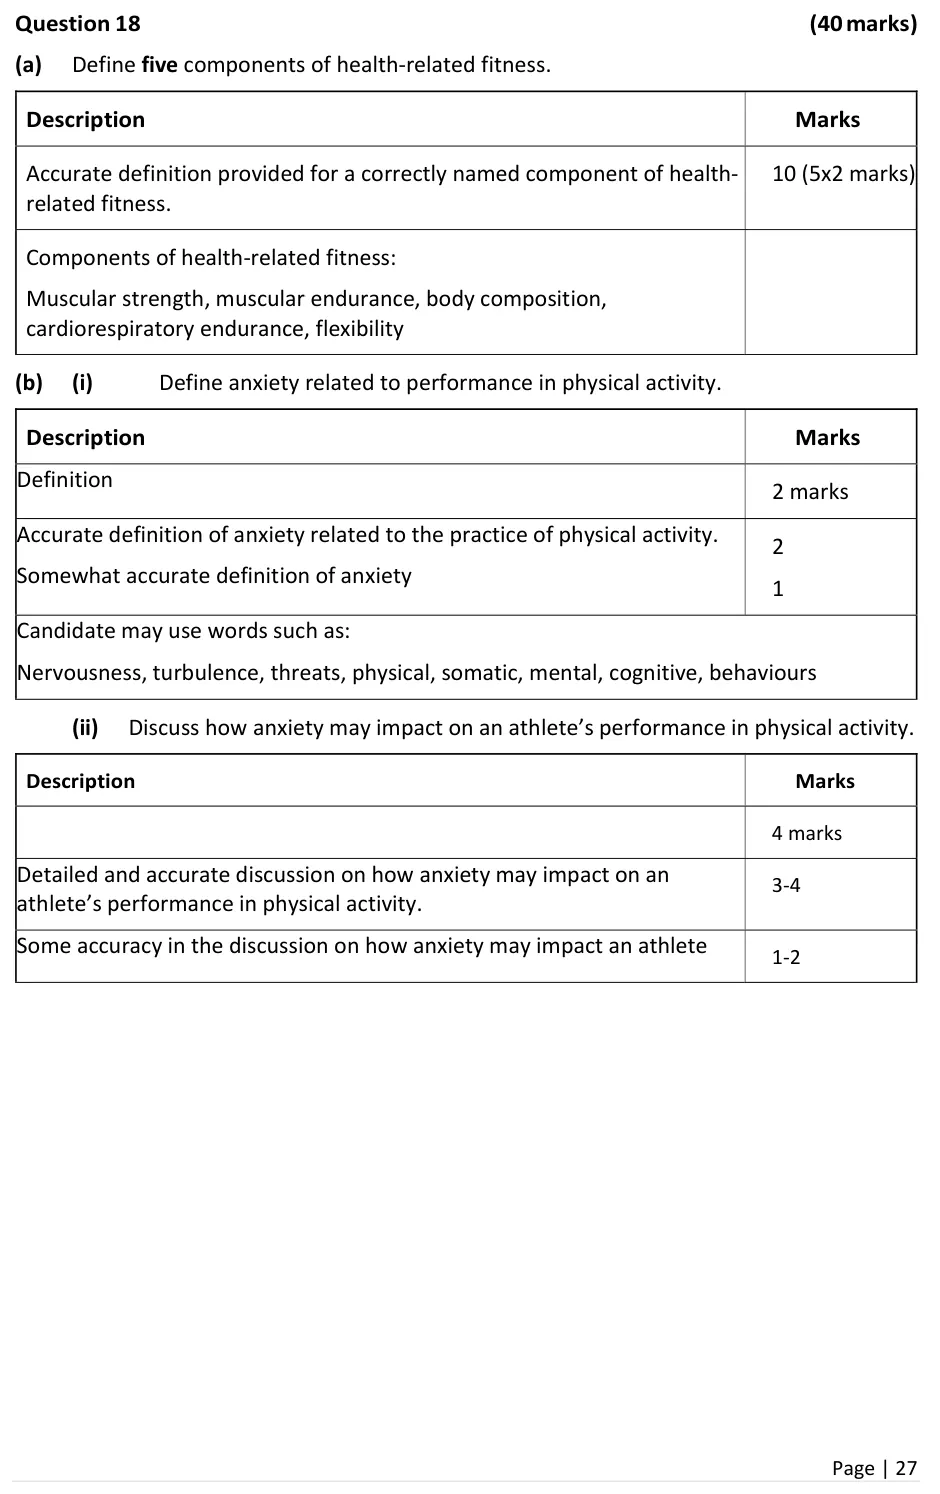 Question 18 (40 marks)
(a) Define five components of health-related fitness.
Description Marks
Accurate definition provided for a correctly named component of health- 10 (5x2 marks)
related fitness.
Components of health-related fitness:
Muscular strength, muscular endurance, body composition,
cardiorespiratory endurance, flexibility
(b) (i) Define anxiety related to performance in physical activity.
Description Marks
Definition 2 marks
Accurate definition of anxiety related to the practice of physical activity. 2
Somewhat accurate definition of anxiety 1
Candidate may use words such as:
Nervousness, turbulence, threats, physical, somatic, mental, cognitive, behaviours
(ii) Discuss how anxiety may impact on an athlete’s performance in physical activity.
Description Marks
4 marks
Detailed and accurate discussion on how anxiety may impact on an 3-4
athlete’s performance in physical activity.
Some accuracy in the discussion on how anxiety may impact an athlete 1-2
Page | 27